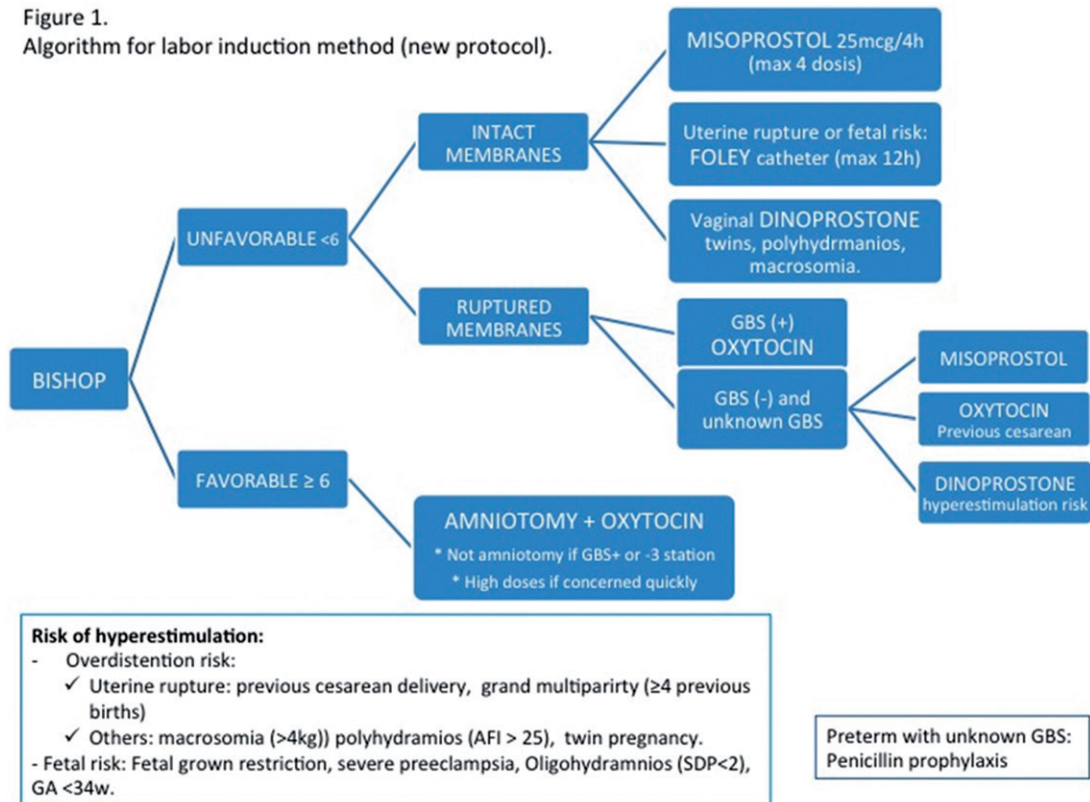 Figure 1.
Algorithm for labor induction method (new protocol).
MISOPROSTOL 25mcg/4h
(max 4 dosis)
INTACT
MEMBRANES
Uterine rupture or fetal risk:
FOLEY catheter (max 12h)
UNFAVORABLE <6
Vaginal DINOPROSTONE
twins, polyhydrmanios,
macrosomia.
RUPTURED
MEMBRANES
GBS (+)
OXYTOCIN
MISOPROSTOL
BISHOP
GBS (-) and
unknown GBS
OXYTOCIN
Previous cesarean
FAVORABLE ≥ 6
DINOPROSTONE
hyperestimulation risk
AMNIOTOMY + OXYTOCIN
* Not amniotomy if GBS+ or -3 station
* High doses if concerned quickly
Risk of hyperestimulation:
- Overdistention risk:
✓ Uterine rupture: previous cesarean delivery, grand multiparirty (≥4 previous
births)
✓ Others: macrosomia (>4kg)) polyhydramios (AFI > 25), twin pregnancy.
- Fetal risk: Fetal grown restriction, severe preeclampsia, Oligohydramnios (SDP<2),
GA <34w.
Preterm with unknown GBS:
Penicillin prophylaxis